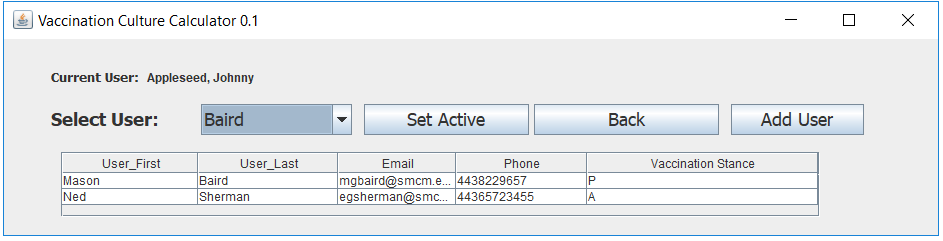 Vaccination Culture Calculator 0.1
Current User: Appleseed, Johnny
Select User: Baird Set Active Back Add User
User_First User_Last Email Phone Vaccination Stance
Mason Baird mgbaird@smcm.e... 4438229657 P
Ned Sherman egsherman@smc... 44365723455 A